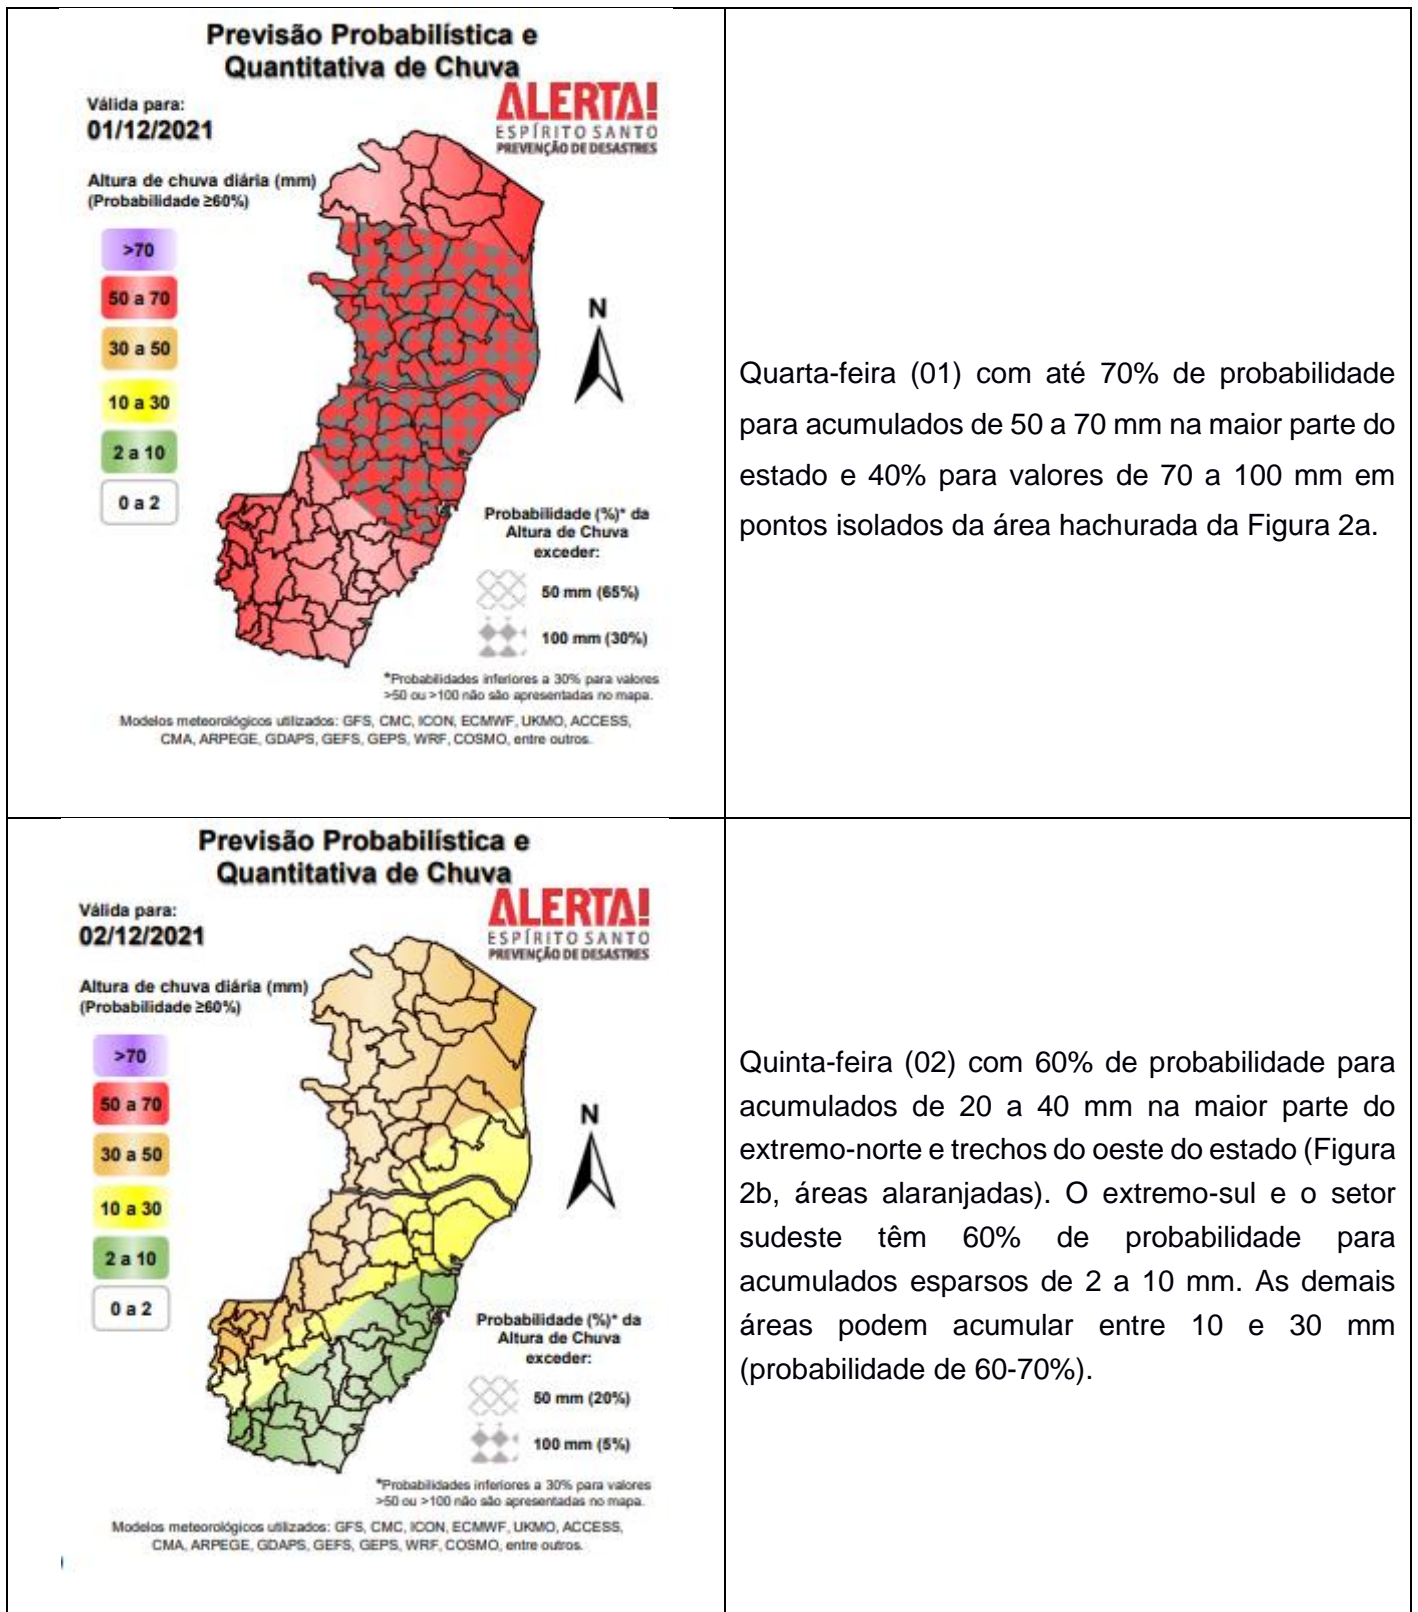 Previsão Probabilística e
Quantitativa de Chuva
Válida para:
01/12/2021
ALERTA!
ESPÍRITO SANTO
PREVENÇÃO DE DESASTRES
Altura de chuva diária (mm)
(Probabilidade ≥60%)
>70
50 a 70
30 a 50
10 a 30
2 a 10
0 a 2
N
Probabilidade (%)* da
Altura de Chuva
exceder:
50 mm (65%)
100 mm (30%)
*Probabilidades inferiores a 30% para valores
>50 ou >100 não são apresentadas no mapa.
Modelos meteorológicos utilizados: GFS, CMC, ICON, ECMWF, UKMO, ACCESS,
CMA, ARPEGE, GDAPS, GEFS, GEPS, WRF, COSMO, entre outros.
Quarta-feira (01) com até 70% de probabilidade
para acumulados de 50 a 70 mm na maior parte do
estado e 40% para valores de 70 a 100 mm em
pontos isolados da área hachurada da Figura 2a.
Previsão Probabilística e
Quantitativa de Chuva
Válida para:
02/12/2021
ALERTA!
ESPÍRITO SANTO
PREVENÇÃO DE DESASTRES
Altura de chuva diária (mm)
(Probabilidade ≥60%)
>70
50 a 70
30 a 50
10 a 30
2 a 10
0 a 2
N
Probabilidade (%)* da
Altura de Chuva
exceder:
50 mm (20%)
100 mm (5%)
*Probabilidades inferiores a 30% para valores
>50 ou >100 não são apresentadas no mapa.
Modelos meteorológicos utilizados: GFS, CMC, ICON, ECMWF, UKMO, ACCESS,
CMA, ARPEGE, GDAPS, GEFS, GEPS, WRF, COSMO, entre outros.
Quinta-feira (02) com 60% de probabilidade para
acumulados de 20 a 40 mm na maior parte do
extremo-norte e trechos do oeste do estado (Figura
2b, áreas alaranjadas). O extremo-sul e o setor
sudeste têm 60% de probabilidade para
acumulados esparsos de 2 a 10 mm. As demais
áreas podem acumular entre 10 e 30 mm
(probabilidade de 60-70%).